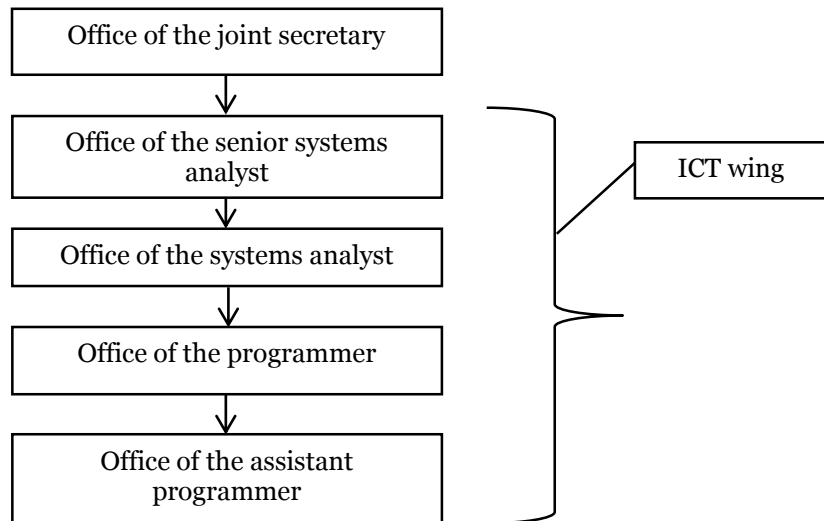 Office of the joint secretary
Office of the senior systems
analyst
ICT wing
Office of the systems analyst
Office of the programmer
Office of the assistant
programmer